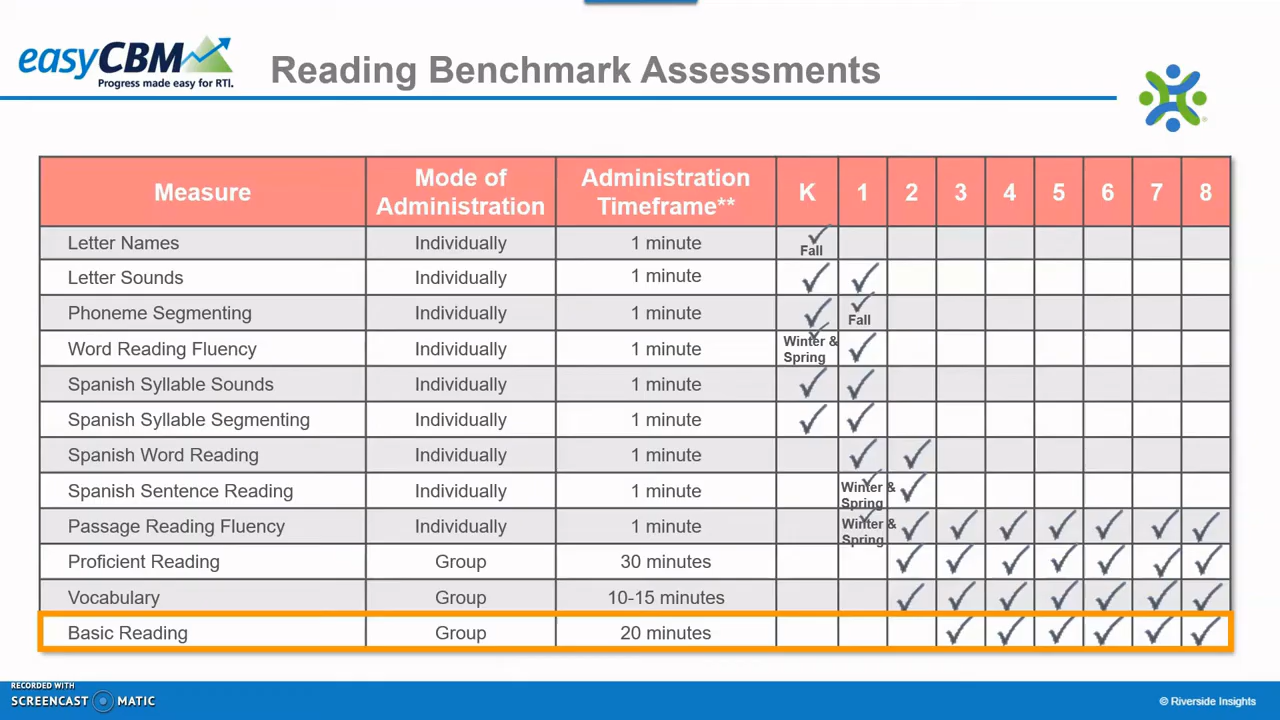 easyCBM
Progress made easy for RTI.
Reading Benchmark Assessments
Measure Mode of Administration Administration Timeframe** K 1 2 3 4 5 6 7 8
Letter Names Individually 1 minute ✓ Fall
Letter Sounds Individually 1 minute ✓ ✓
Phoneme Segmenting Individually 1 minute ✓ ✓ Fall
Word Reading Fluency Individually 1 minute ✓ Winter & Spring ✓
Spanish Syllable Sounds Individually 1 minute ✓ ✓
Spanish Syllable Segmenting Individually 1 minute ✓ ✓
Spanish Word Reading Individually 1 minute ✓ ✓
Spanish Sentence Reading Individually 1 minute ✓ Winter & Spring ✓
Passage Reading Fluency Individually 1 minute ✓ Winter & Spring ✓ ✓ ✓ ✓ ✓ ✓ ✓
Proficient Reading Group 30 minutes ✓ ✓ ✓ ✓ ✓ ✓ ✓
Vocabulary Group 10-15 minutes ✓ ✓ ✓ ✓ ✓ ✓ ✓
Basic Reading Group 20 minutes ✓ ✓ ✓ ✓ ✓ ✓
RECORDED WITH
SCREENCAST MATIC
© Riverside Insights